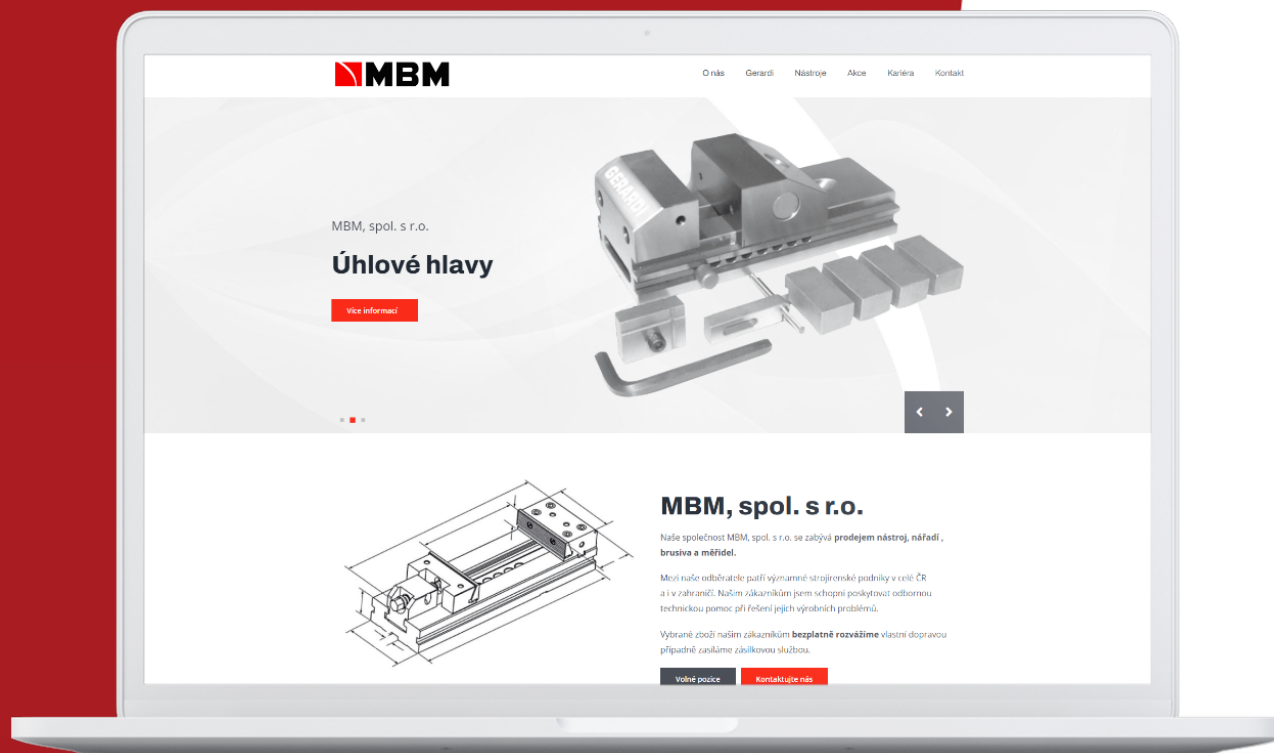 MBM
O nás Gerardi Nástroje Akce Kariéra Kontakt
GERARDI
MBM, spol. s r.o.
Úhlové hlavy
Více informací
MBM, spol. s r.o.
Naše společnost MBM, spol. s r.o. se zabývá prodejem nástroj, nářadí ,
brusiva a měřidel.
Mezi naše odběratele patří významné strojírenské podniky v celé ČR
a i v zahraničí. Našim zákazníkům jsem schopni poskytovat odbornou
technickou pomoc při řešení jejich výrobních problémů.
Vybrané zboží našim zákazníkům bezplatně rozvážíme vlastní dopravou
případně zasíláme zásilkovou službou.
Volné pozice Kontaktujte nás